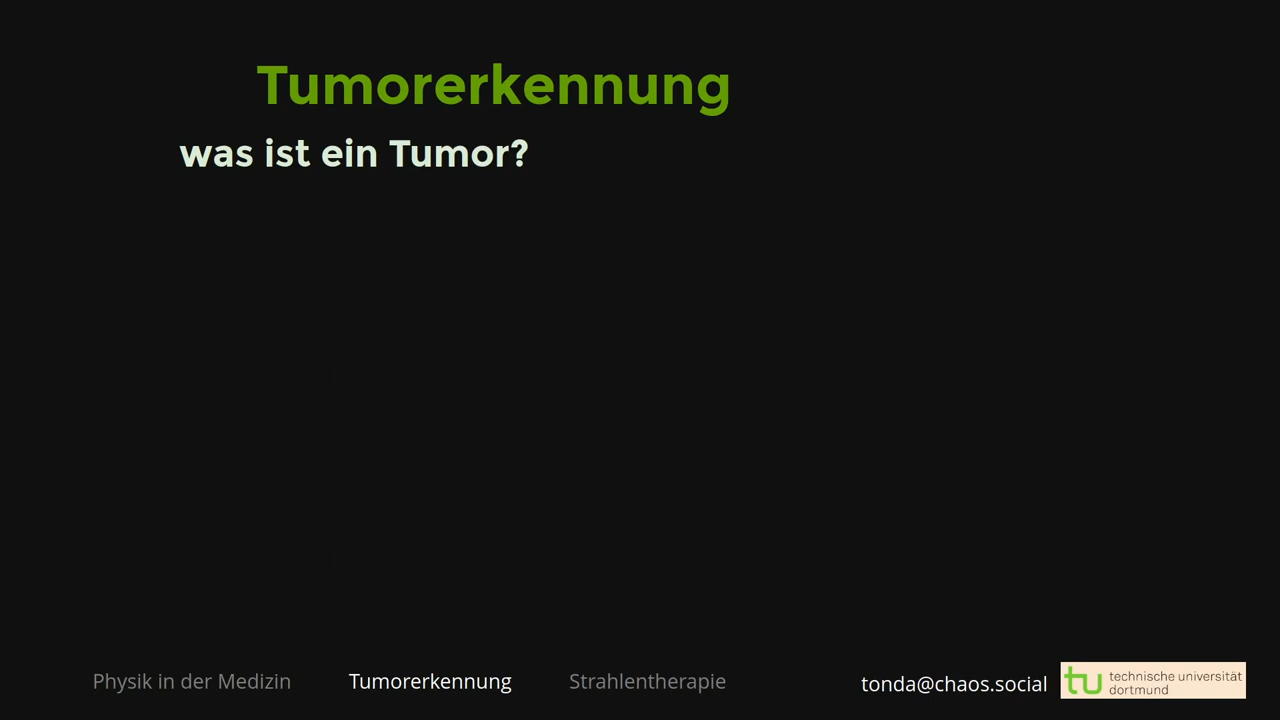 Tumorerkennung
was ist ein Tumor?
Physik in der Medizin Tumorerkennung Strahlentherapie tonda@chaos.social
tu technische universität
dortmund